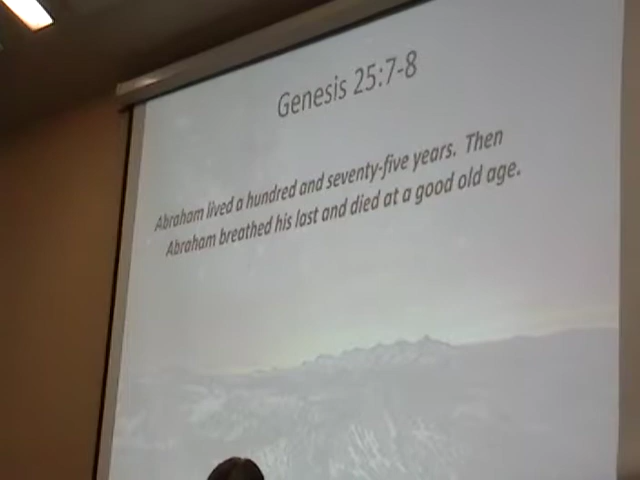 Genesis 25:7-8
Abraham lived a hundred and seventy-five years. Then
Abraham breathed his last and died at a good old age.